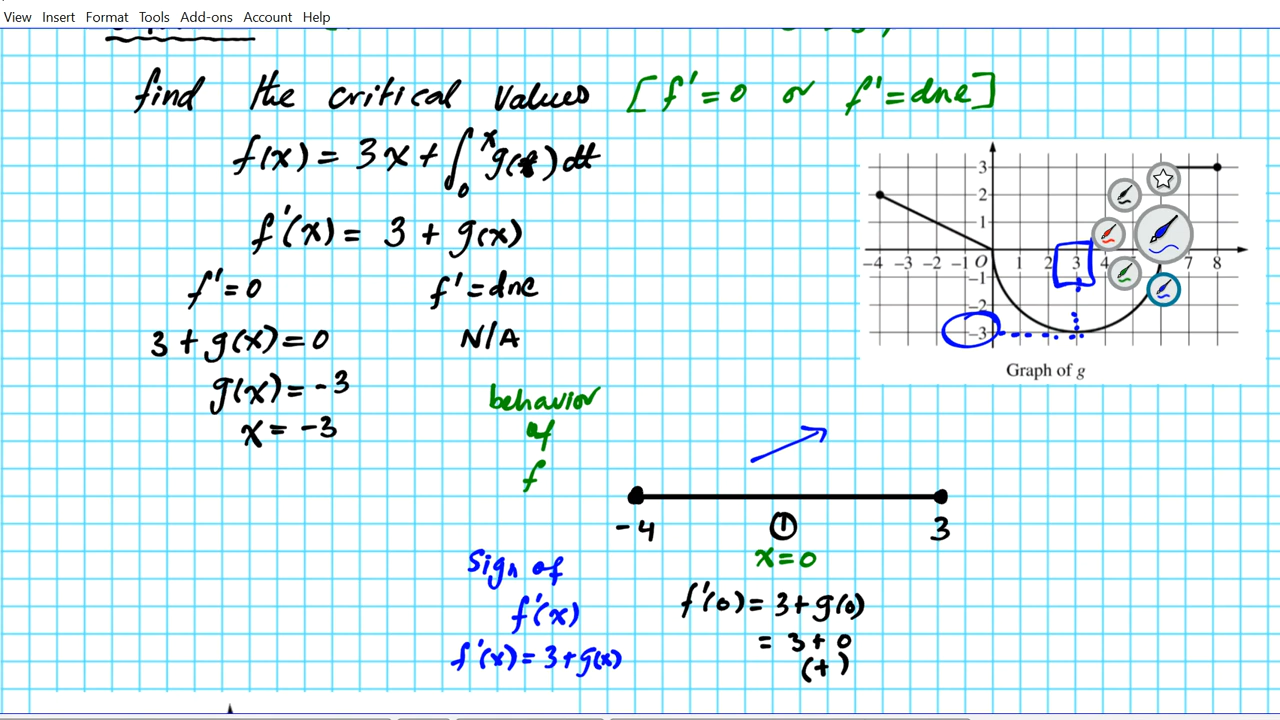 View Insert Format Tools Add-ons Account Help
find the critical values [f'=0 or f'=dne]
f(x) = 3x + ∫₀ˣ g(t) dt
f'(x) = 3 + g(x)
f'=0
f'=dne
3 + g(x) = 0
N/A
g(x) = -3
x = -3
behavior
of
f
3
2
1
-4 -3 -2 -1 O 1 2 3 4 7 8
-1
-2
-3
Graph of g
-4
①
3
x=0
Sign of
f'(x)
f'(x) = 3+g(x)
f'(0) = 3+g(0)
= 3+0
(+)